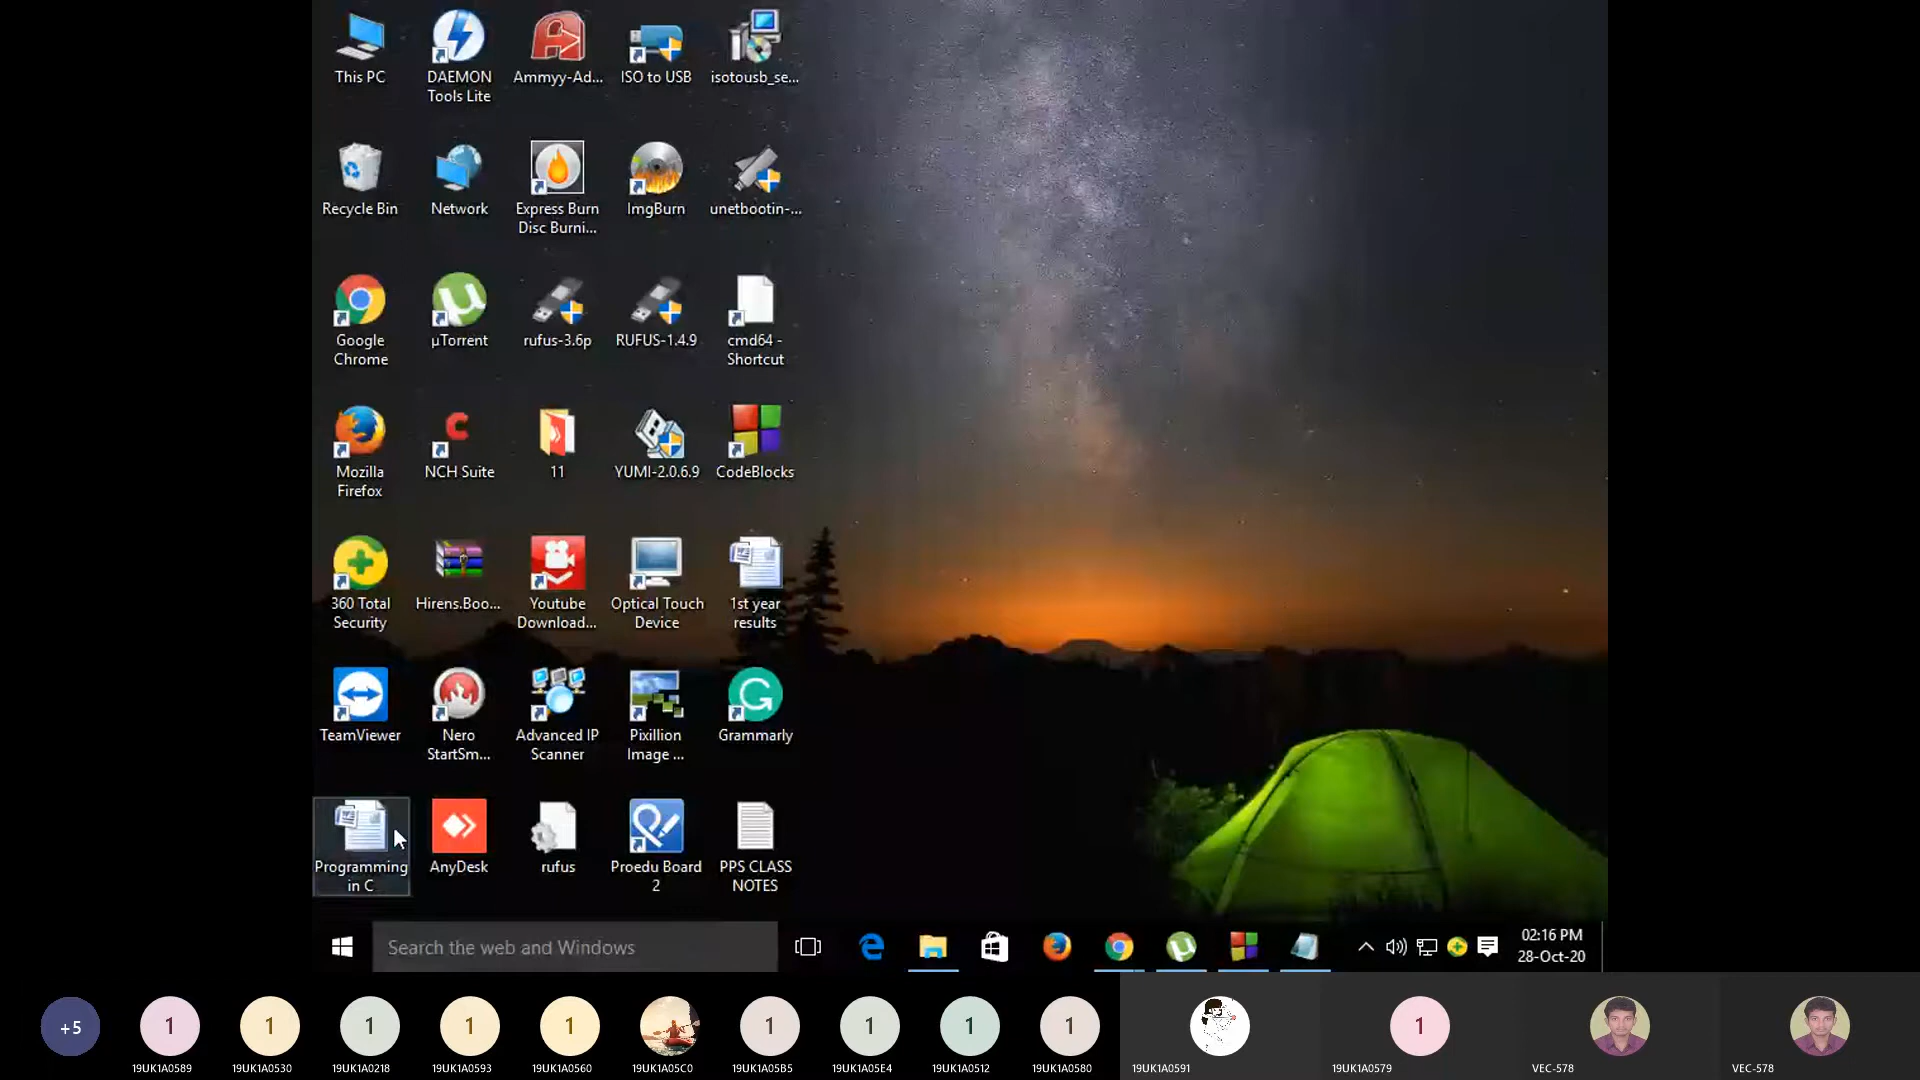 This PC
DAEMON
Tools Lite
Ammyy-Ad...
ISO to USB
isotousb_se...
Recycle Bin
Network
Express Burn
Disc Burni...
ImgBurn
unetbootin-...
Google
Chrome
µTorrent
rufus-3.6p
RUFUS-1.4.9
cmd64 -
Shortcut
Mozilla
Firefox
NCH Suite
11
YUMI-2.0.6.9
CodeBlocks
360 Total
Security
Hirens.Boo...
Youtube
Download...
Optical Touch
Device
1st year
results
TeamViewer
Nero
StartSm...
Advanced IP
Scanner
Pixillion
Image ...
Grammarly
Programming
in C
AnyDesk
rufus
Proedu Board
2
PPS CLASS
NOTES
Search the web and Windows
02:16 PM
28-Oct-20
+5
1
1
1
1
1
1
1
1
1
1
19UK1A0589
19UK1A0530
19UK1A0218
19UK1A0593
19UK1A0560
19UK1A05C0
19UK1A05B5
19UK1A05E4
19UK1A0512
19UK1A0580
19UK1A0591
19UK1A0579
VEC-578
VEC-578